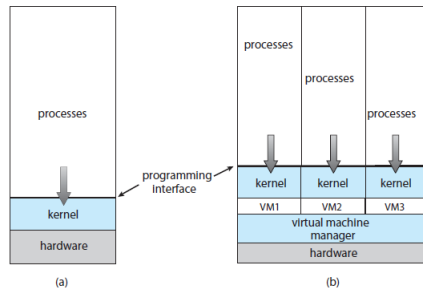 processes
kernel
hardware
(a)
programming
interface
processes
processes
processes
kernel
kernel
kernel
VM1
VM2
VM3
virtual machine
manager
hardware
(b)